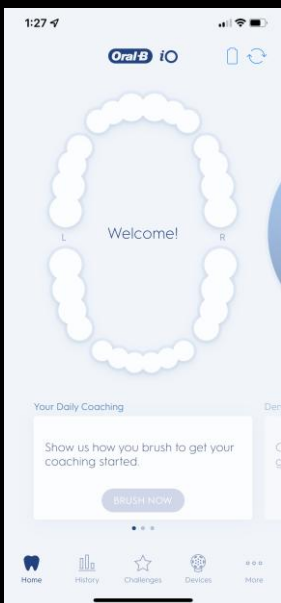 1:27
Oral-B iO
Welcome!
L
R
Your Daily Coaching
Den
Show us how you brush to get your
coaching started.
BRUSH NOW
Home
History
Challenges
Devices
More